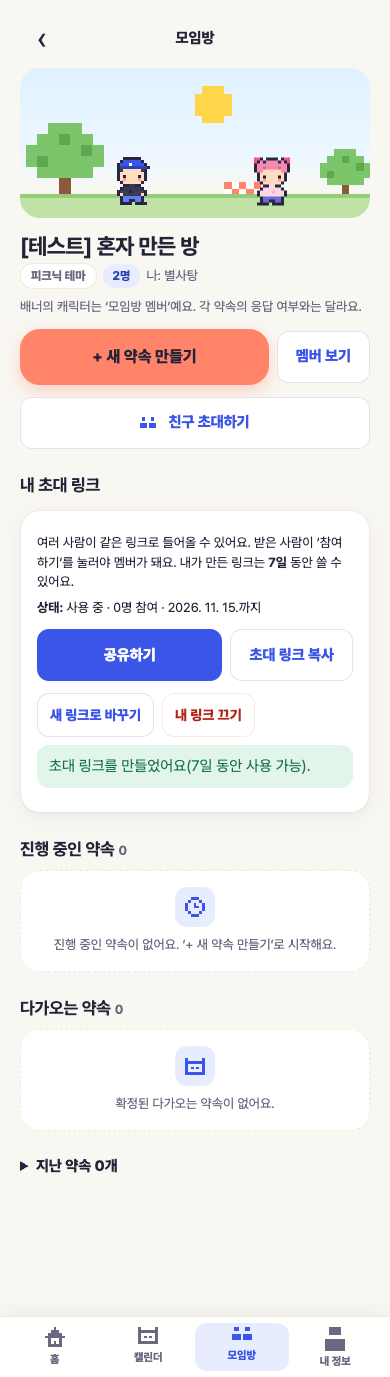 모임방
[테스트] 혼자 만든 방
피크닉 테마 2명 나: 별사탕
배너의 캐릭터는 ‘모임방 멤버’예요. 각 약속의 응답 여부와는 달라요.
+ 새 약속 만들기 멤버 보기
친구 초대하기
내 초대 링크
여러 사람이 같은 링크로 들어올 수 있어요. 받은 사람이 ‘참여
하기’를 눌러야 멤버가 돼요. 내가 만든 링크는 7일 동안 쓸 수
있어요.
상태: 사용 중 · 0명 참여 · 2026. 11. 15.까지
공유하기 초대 링크 복사
새 링크로 바꾸기 내 링크 끄기
초대 링크를 만들었어요(7일 동안 사용 가능).
진행 중인 약속 0
진행 중인 약속이 없어요. ‘+ 새 약속 만들기’로 시작해요.
다가오는 약속 0
확정된 다가오는 약속이 없어요.
▶ 지난 약속 0개
홈 캘린더 모임방 내 정보